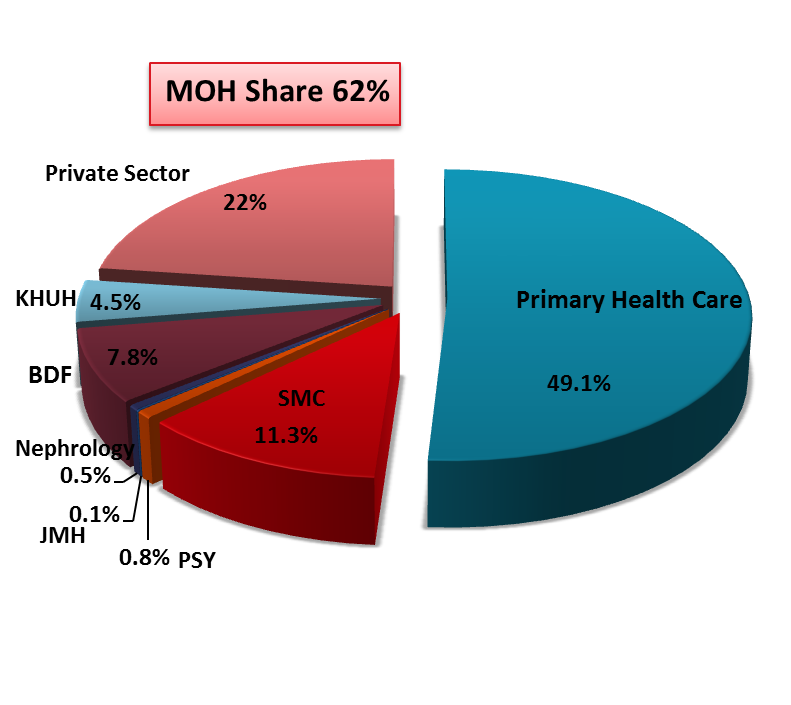 MOH Share 62%
Private Sector
22%
KHUH
4.5%
Primary Health Care
7.8%
BDF
49.1%
SMC
11.3%
Nephrology
0.5%
0.1%
JMH
0.8% PSY